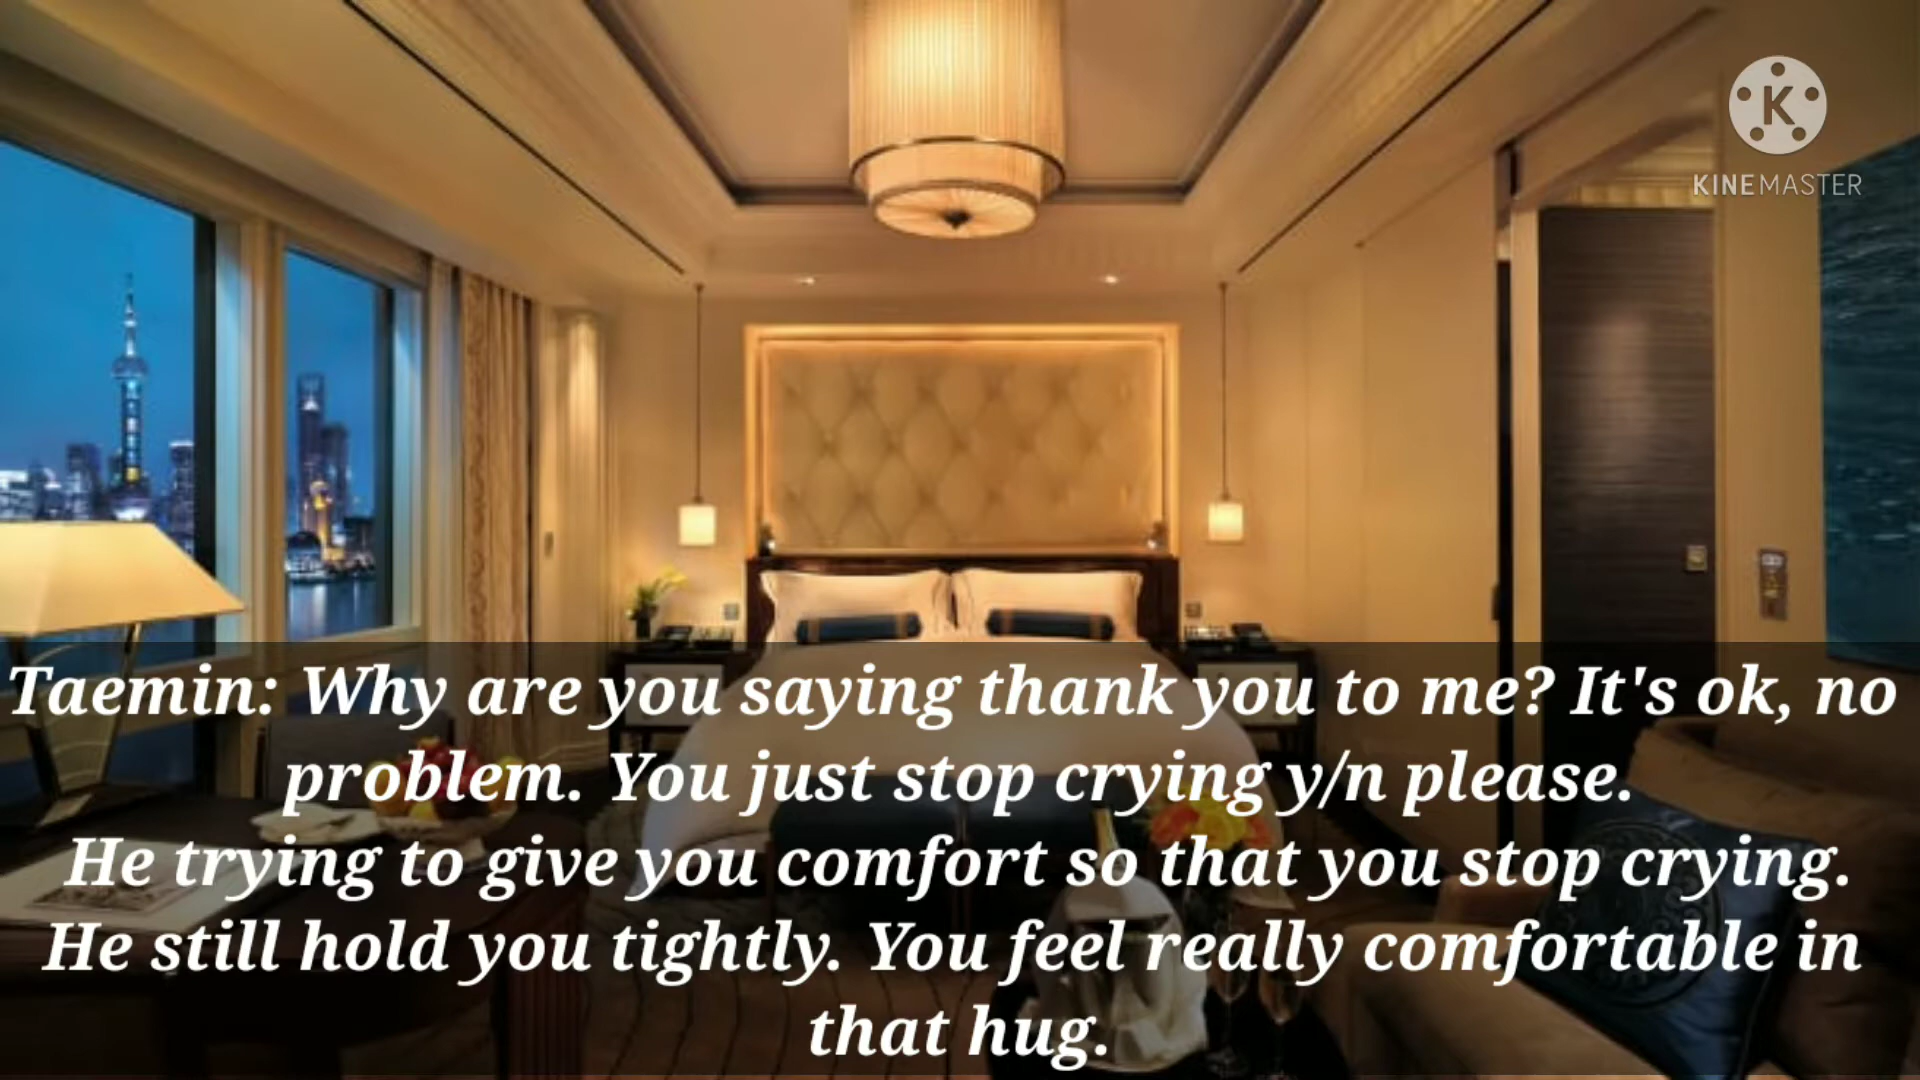 KINEMASTER
Taemin: Why are you saying thank you to me? It's ok, no
problem. You just stop crying y/n please.
He trying to give you comfort so that you stop crying.
He still hold you tightly. You feel really comfortable in
that hug.